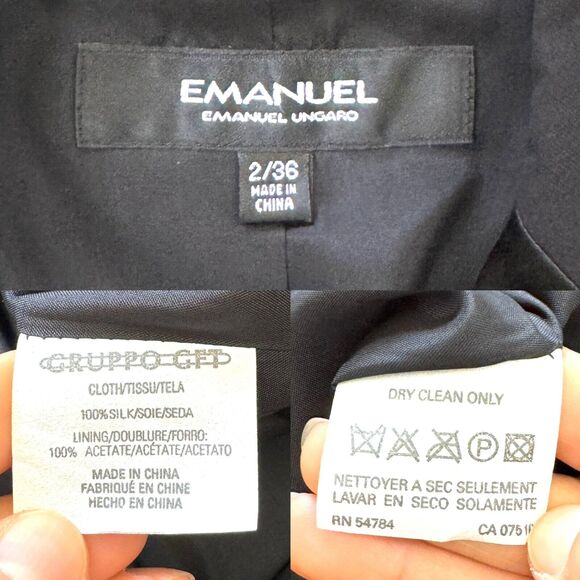 EMANUEL
EMANUEL UNGARO
2/36
MADE IN
CHINA
GRUPPO GFT
CLOTH/TISSU/TELA
100%SILK/SOIE/SEDA
LINING/DOUBLURE/FORRO:
100% ACETATE/ACÉTATE/ACETATO
MADE IN CHINA
FABRIQUÉ EN CHINE
HECHO EN CHINA
DRY CLEAN ONLY
P
NETTOYER A SEC SEULEMENT
LAVAR EN SECO SOLAMENTE
RN 54784 CA